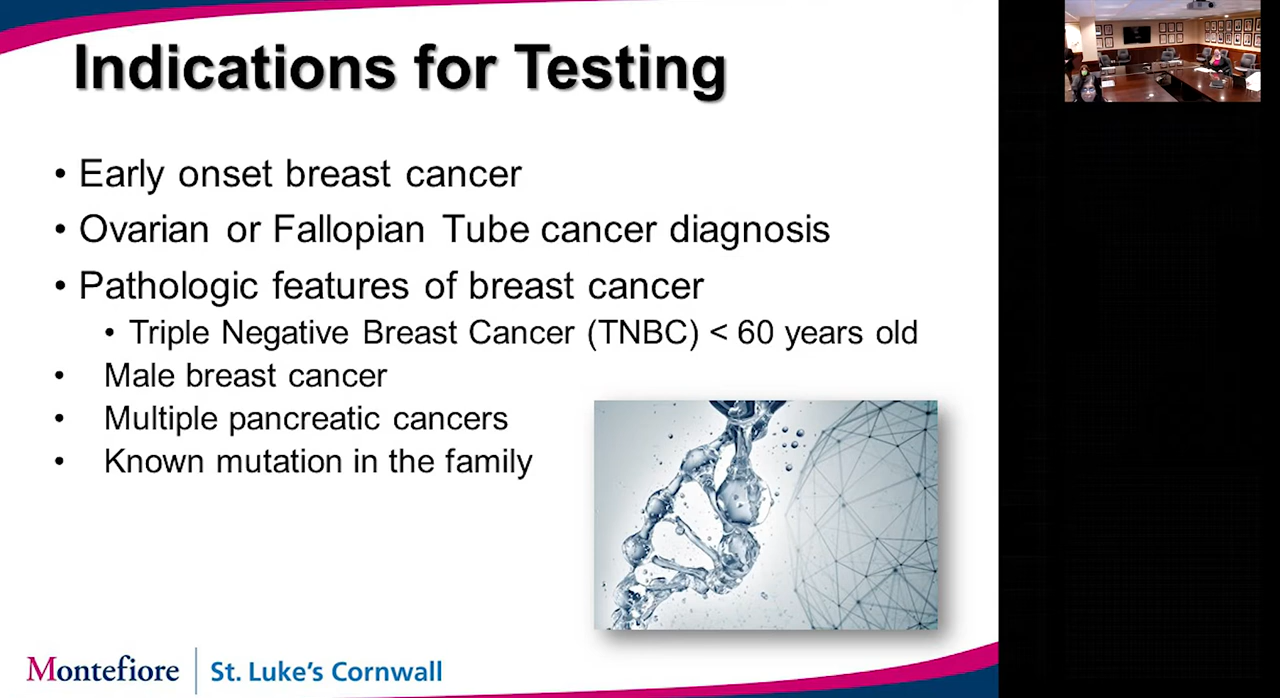 Indications for Testing
• Early onset breast cancer
• Ovarian or Fallopian Tube cancer diagnosis
• Pathologic features of breast cancer
• Triple Negative Breast Cancer (TNBC) < 60 years old
• Male breast cancer
• Multiple pancreatic cancers
• Known mutation in the family
Montefiore | St. Luke's Cornwall